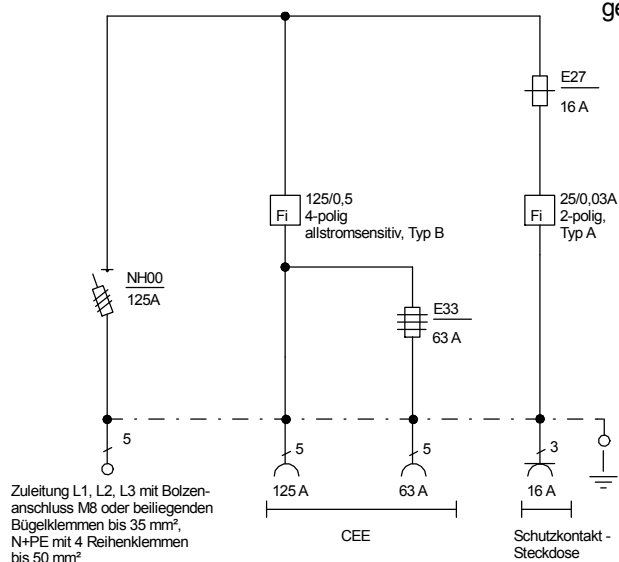 ge
E27
16 A
125/0,5
4-polig
allstromsensitiv, Typ B
Fi
25/0,03A
2-polig,
Typ A
Fi
NH00
125A
E33
63 A
5
5
5
3
125 A
63 A
16 A
Zuleitung L1, L2, L3 mit Bolzen-
anschluss M8 oder beiliegenden
Bügelklemmen bis 35 mm²,
N+PE mit 4 Reihenklemmen
bis 50 mm²
CEE
Schutzkontakt -
Steckdose